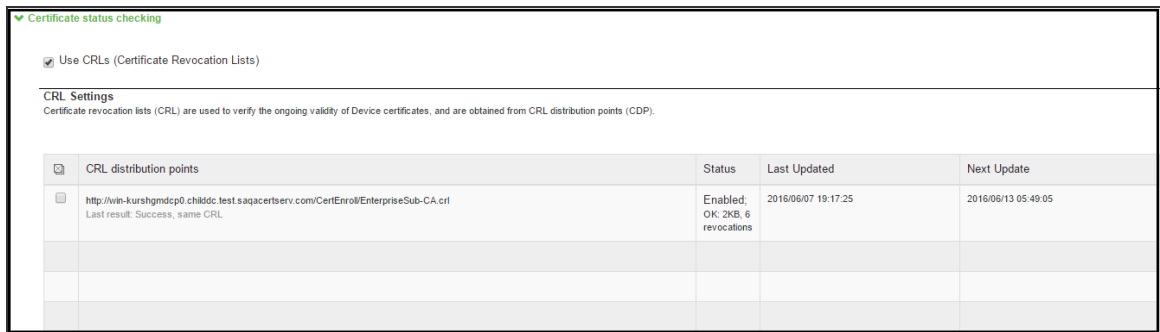 Certificate status checking
Use CRLs (Certificate Revocation Lists)
CRL Settings
Certificate revocation lists (CRL) are used to verify the ongoing validity of Device certificates, and are obtained from CRL distribution points (CDP).
CRL distribution points Status Last Updated Next Update
http://win-kurshgmdcp0.childdc.test.saqacertserv.com/CertEnroll/EnterpriseSub-CA.crl Enabled; 2016/06/07 19:17:25 2016/06/13 05:49:05
Last result: Success, same CRL OK: 2KB, 6
revocations